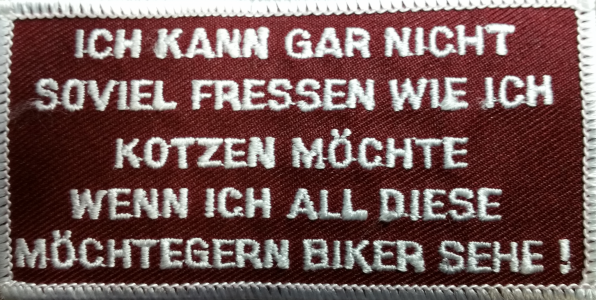 ICH KANN GAR NICHT
SOVIEL FRESSEN WIE ICH
KOTZEN MÖCHTE
WENN ICH ALL DIESE
MÖCHTEGERN BIKER SEHE !